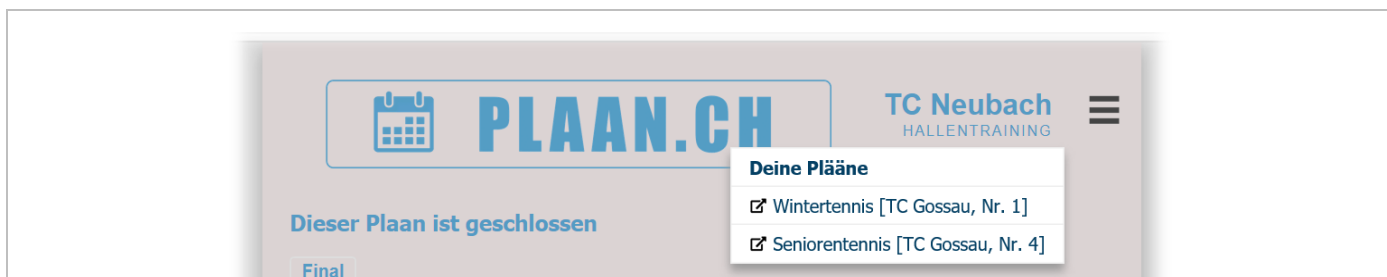 PLAAN.CH
TC Neubach
HALLENTRAINING
Deine Plääne
Wintertennis [TC Gossau, Nr. 1]
Seniorentennis [TC Gossau, Nr. 4]
Dieser Plaan ist geschlossen
Final